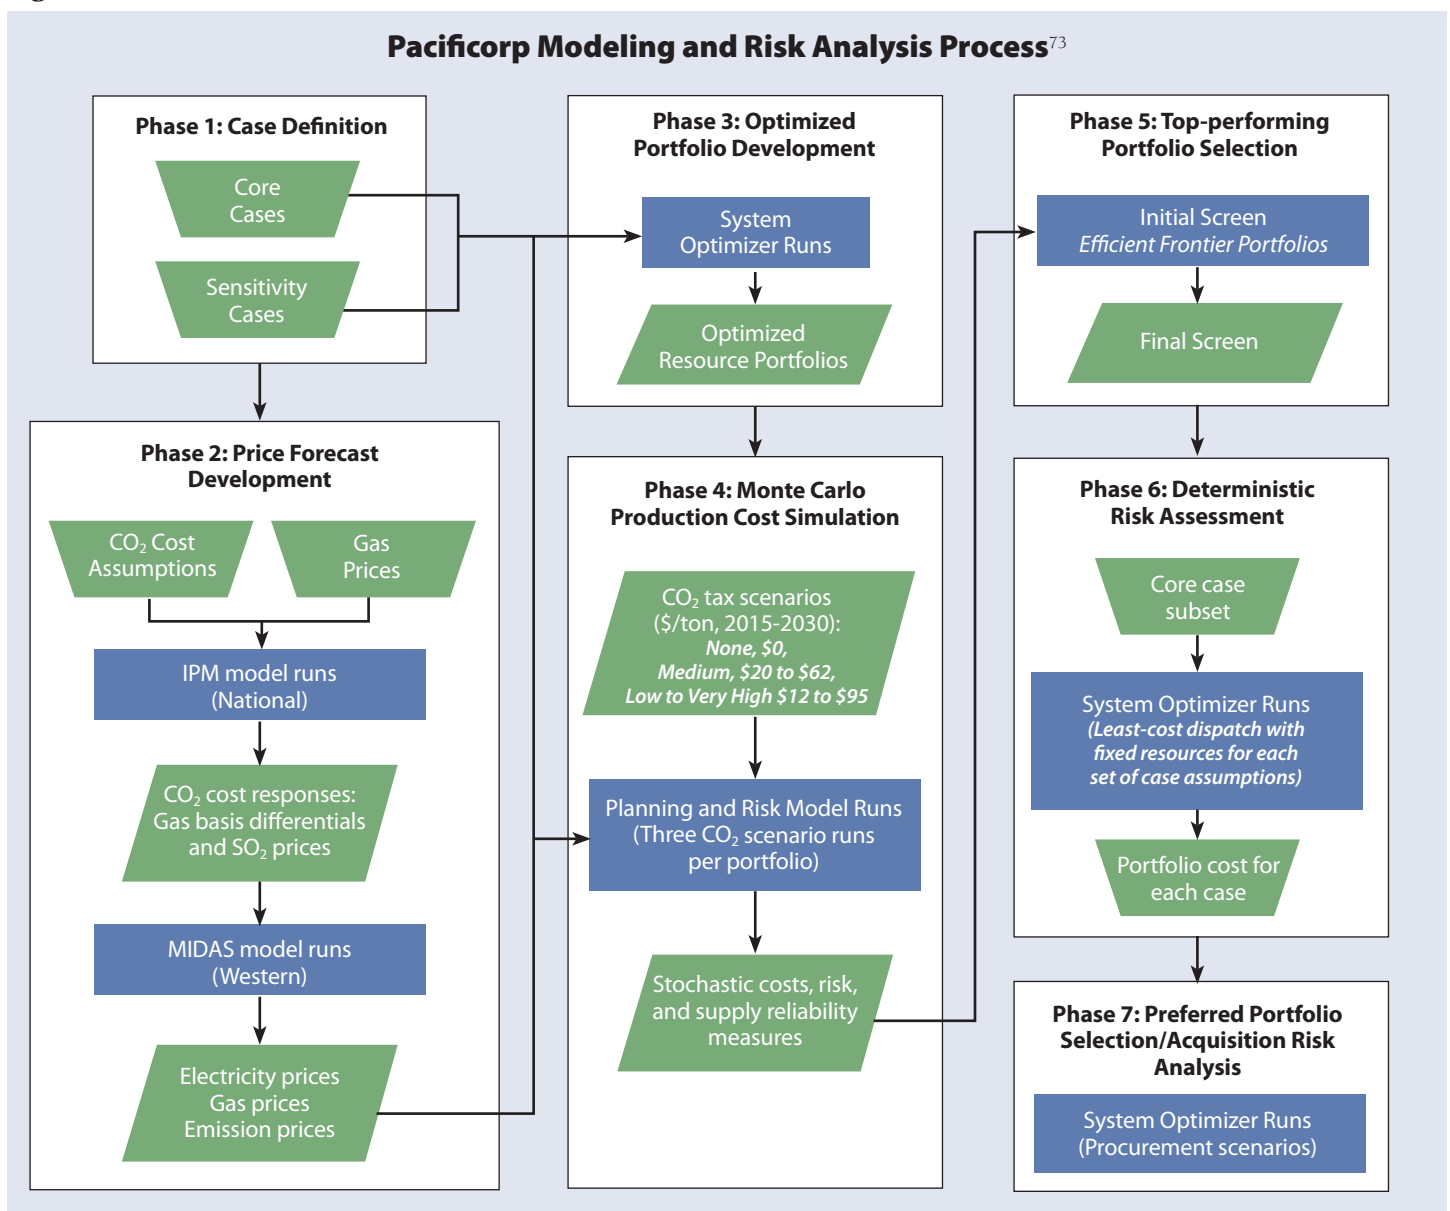 Pacificorp Modeling and Risk Analysis Process73
Phase 1: Case Definition
Core
Cases
Sensitivity
Cases
Phase 2: Price Forecast
Development
CO2 Cost
Assumptions
Gas
Prices
IPM model runs
(National)
CO2 cost responses:
Gas basis differentials
and SO2 prices
MIDAS model runs
(Western)
Electricity prices
Gas prices
Emission prices
Phase 3: Optimized
Portfolio Development
System
Optimizer Runs
Optimized
Resource Portfolios
Phase 4: Monte Carlo
Production Cost Simulation
CO2 tax scenarios
($/ton, 2015-2030):
None, $0,
Medium, $20 to $62,
Low to Very High $12 to $95
Planning and Risk Model Runs
(Three CO2 scenario runs
per portfolio)
Stochastic costs, risk,
and supply reliability
measures
Phase 5: Top-performing
Portfolio Selection
Initial Screen
Efficient Frontier Portfolios
Final Screen
Phase 6: Deterministic
Risk Assessment
Core case
subset
System Optimizer Runs
(Least-cost dispatch with
fixed resources for each
set of case assumptions)
Portfolio cost for
each case
Phase 7: Preferred Portfolio
Selection/Acquisition Risk
Analysis
System Optimizer Runs
(Procurement scenarios)